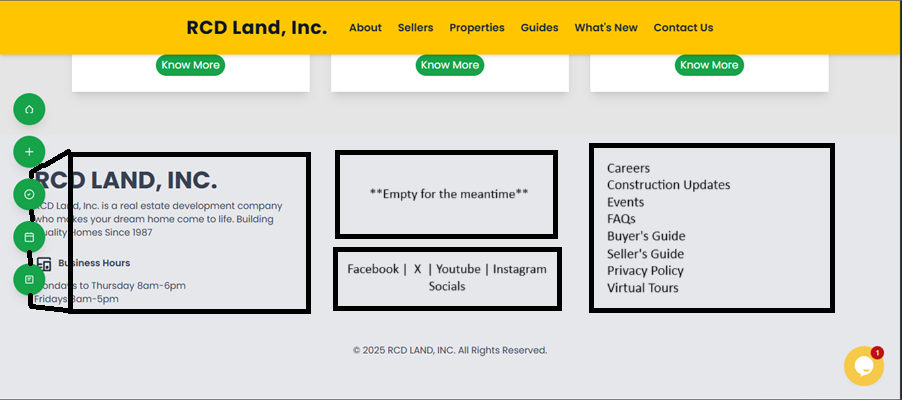 RCD Land, Inc. About Sellers Properties Guides What's New Contact Us
Know More Know More Know More
RCD LAND, INC.
RCD Land, Inc. is a real estate development company
who makes your dream home come to life. Building
Quality Homes Since 1987
Business Hours
Mondays to Thursday 8am-6pm
Fridays 8am-5pm
**Empty for the meantime**
Facebook | X | Youtube | Instagram
Socials
Careers
Construction Updates
Events
FAQs
Buyer's Guide
Seller's Guide
Privacy Policy
Virtual Tours
© 2025 RCD LAND, INC. All Rights Reserved.
1